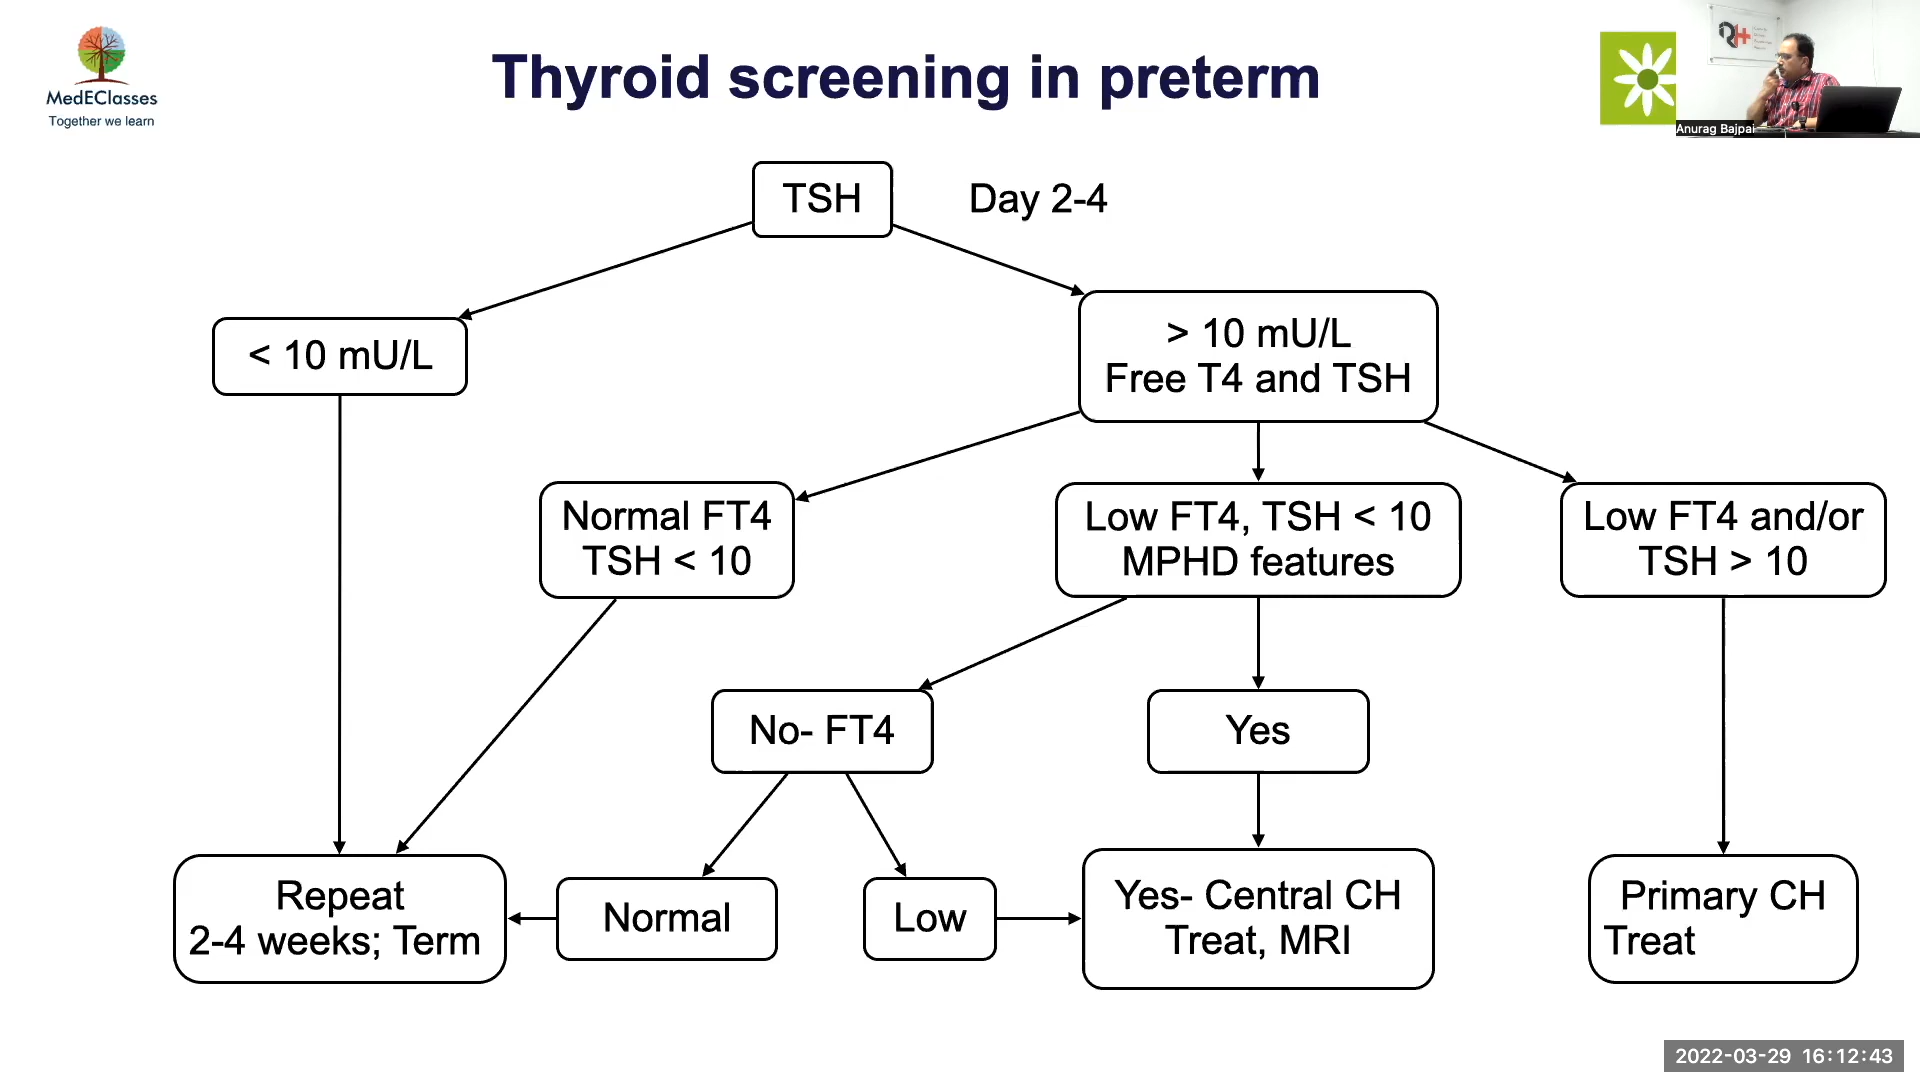 MedEClasses
Together we learn
Thyroid screening in preterm
Anurag Bajpai
TSH
Day 2-4
< 10 mU/L
> 10 mU/L
Free T4 and TSH
Normal FT4
TSH < 10
Low FT4, TSH < 10
MPHD features
Low FT4 and/or
TSH > 10
No- FT4
Yes
Repeat
2-4 weeks; Term
Normal
Low
Yes- Central CH
Treat, MRI
Primary CH
Treat
2022-03-29 16:12:43